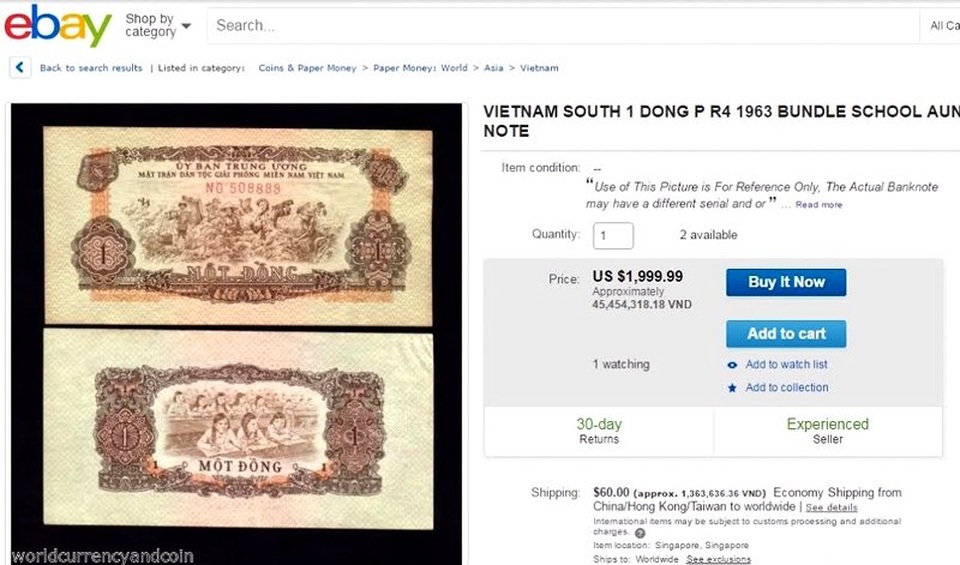 ebay
Shop by
category
Search...
All Ca
Back to search results | Listed in category: Coins & Paper Money > Paper Money: World > Asia > Vietnam
VIETNAM SOUTH 1 DONG P R4 1963 BUNDLE SCHOOL AUN
NOTE
Item condition: --
"Use of This Picture is For Reference Only, The Actual Banknote
may have a different serial and or" ... Read more
Quantity: 1 2 available
Price: US $1,999.99
Approximately
45,454,318.18 VND
Buy It Now
Add to cart
1 watching
Add to watch list
Add to collection
30-day
Returns
Experienced
Seller
Shipping: $60.00 (approx. 1,363,636.36 VND) Economy Shipping from
China/Hong Kong/Taiwan to worldwide | See details
International items may be subject to customs processing and additional
charges.
Item location: Singapore, Singapore
Ships to: Worldwide See exclusions
ỦY BAN TRUNG ƯƠNG
MẶT TRẬN DÂN TỘC GIẢI PHÓNG MIỀN NAM VIỆT NAM
NG 508888
1 1
MỘT ĐỒNG
1 1
1 MỘT ĐỒNG 1
worldcurrencyandcoin